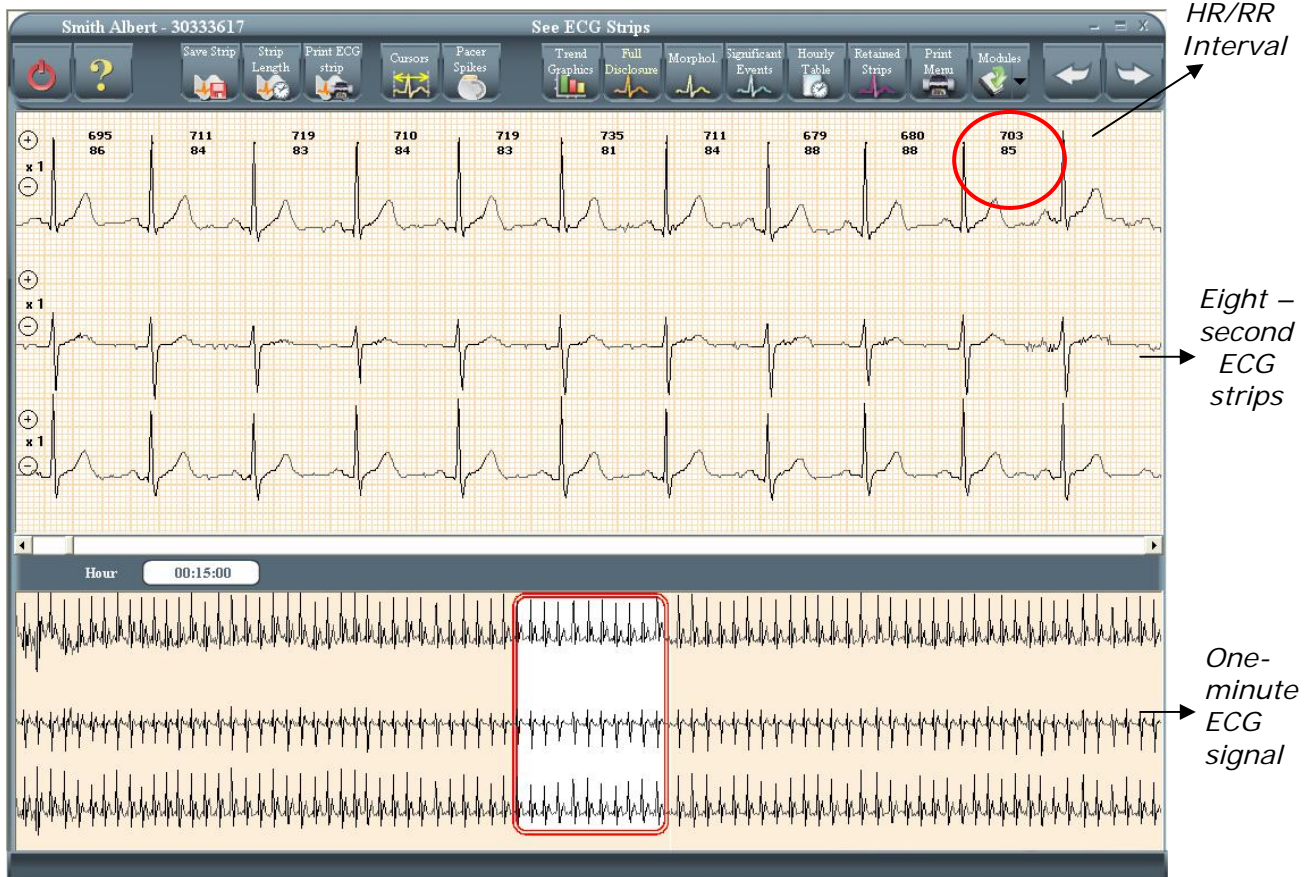 Smith Albert - 30333617
See ECG Strips
HR/RR
Interval
Save Strip
Strip
Length
Print ECG
strip
Cursors
Pacer
Spikes
Trend
Graphics
Full
Disclosure
Morphol.
Significant
Events
Hourly
Table
Retained
Strips
Print
Menu
Modules
695 711 719 710 719 735 711 679 680 703
86 84 83 84 83 81 84 88 88 85
x 1
x 1
Eight –
second
ECG
strips
x 1
Hour 00:15:00
One-
minute
ECG
signal